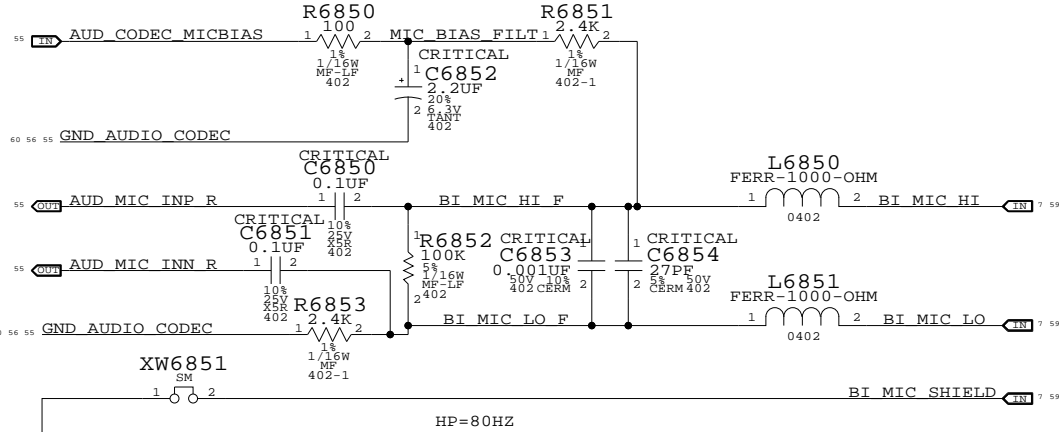 R6850
100
1 2
1%
1/16W
MF-LF
402
R6851
2.4K
1 2
1%
1/16W
MF
402-1
55 IN AUD_CODEC_MICBIAS
MIC_BIAS_FILT
CRITICAL
1
C6852
2.2UF
20%
2 6.3V
TANT
402
+
60 56 55 GND_AUDIO_CODEC
CRITICAL
C6850
0.1UF
1 2
10%
25V
X5R
402
55 OUT AUD_MIC_INP_R
BI_MIC_HI_F
L6850
FERR-1000-OHM
1 2
0402
BI_MIC_HI IN 7 59
CRITICAL
C6851
0.1UF
1 2
10%
25V
X5R
402
55 OUT AUD_MIC_INN_R
1
R6852
100K
5%
1/16W
MF-LF
402
2
CRITICAL
1
C6853
0.001UF
50V 10%
402 CERM
2
CRITICAL
1
C6854
27PF
5% 50V
CERM 402
2
R6853
2.4K
1 2
1%
1/16W
MF
402-1
56 55 GND_AUDIO_CODEC
BI_MIC_LO_F
L6851
FERR-1000-OHM
1 2
0402
BI_MIC_LO IN 7 59
XW6851
SM
1 2
BI_MIC_SHIELD IN 7 59
HP=80HZ